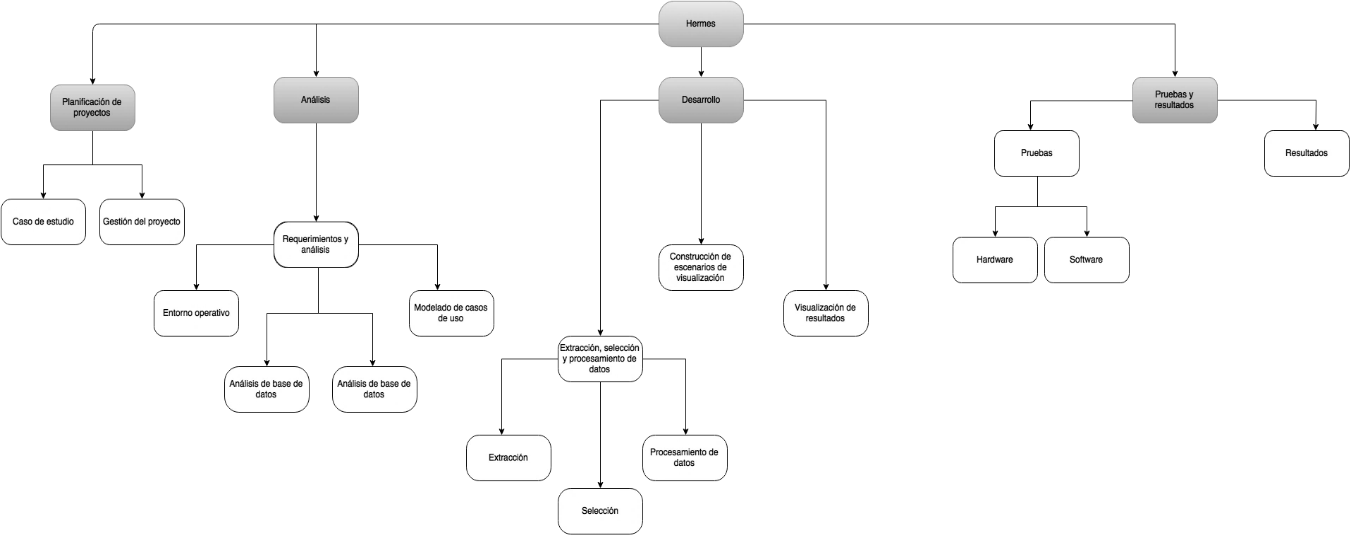 Hermes
Planificación de
proyectos
Análisis
Desarrollo
Pruebas y
resultados
Pruebas
Resultados
Caso de estudio
Gestión del proyecto
Requerimientos y
análisis
Construcción de
escenarios de
visualización
Hardware
Software
Entorno operativo
Modelado de casos
de uso
Visualización de
resultados
Extracción, selección
y procesamiento de
datos
Análisis de base de
datos
Análisis de base de
datos
Extracción
Procesamiento de
datos
Selección